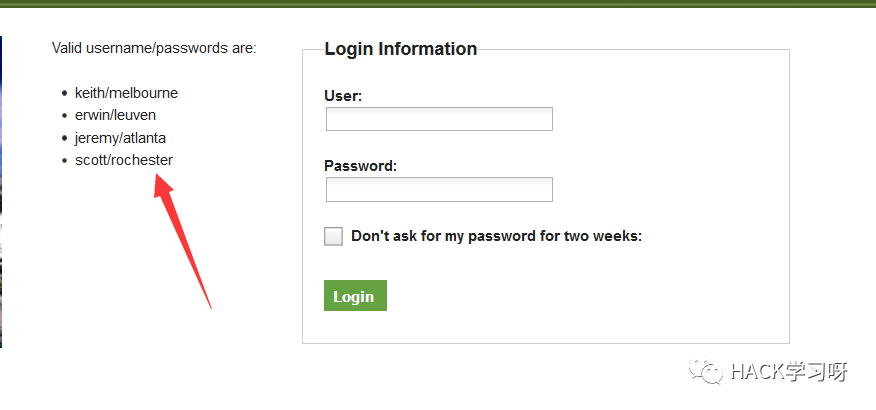 Valid username/passwords are:
keith/melbourne
erwin/leuven
jeremy/atlanta
scott/rochester
Login Information
User:
Password:
Don't ask for my password for two weeks:
Login
HACK学习呀